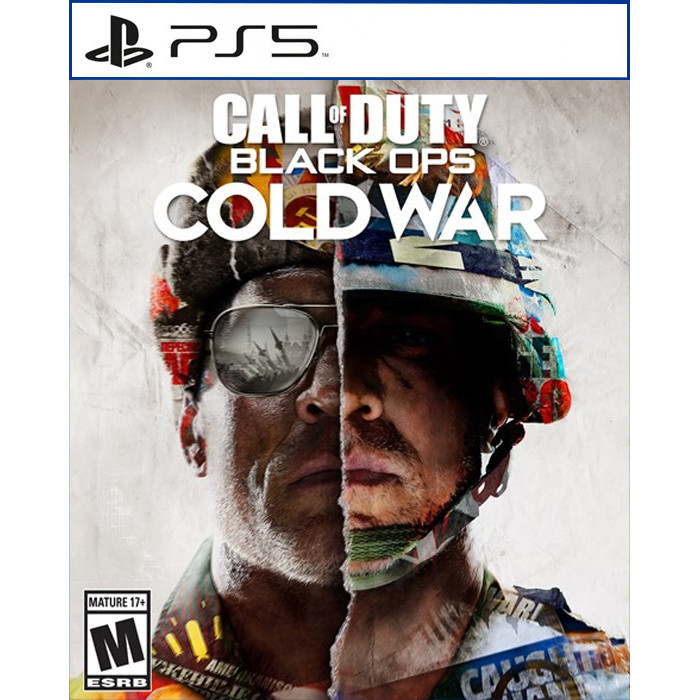 PS5
CALL OF DUTY
BLACK OPS
COLD WAR
MATURE 17+
M
ESRB